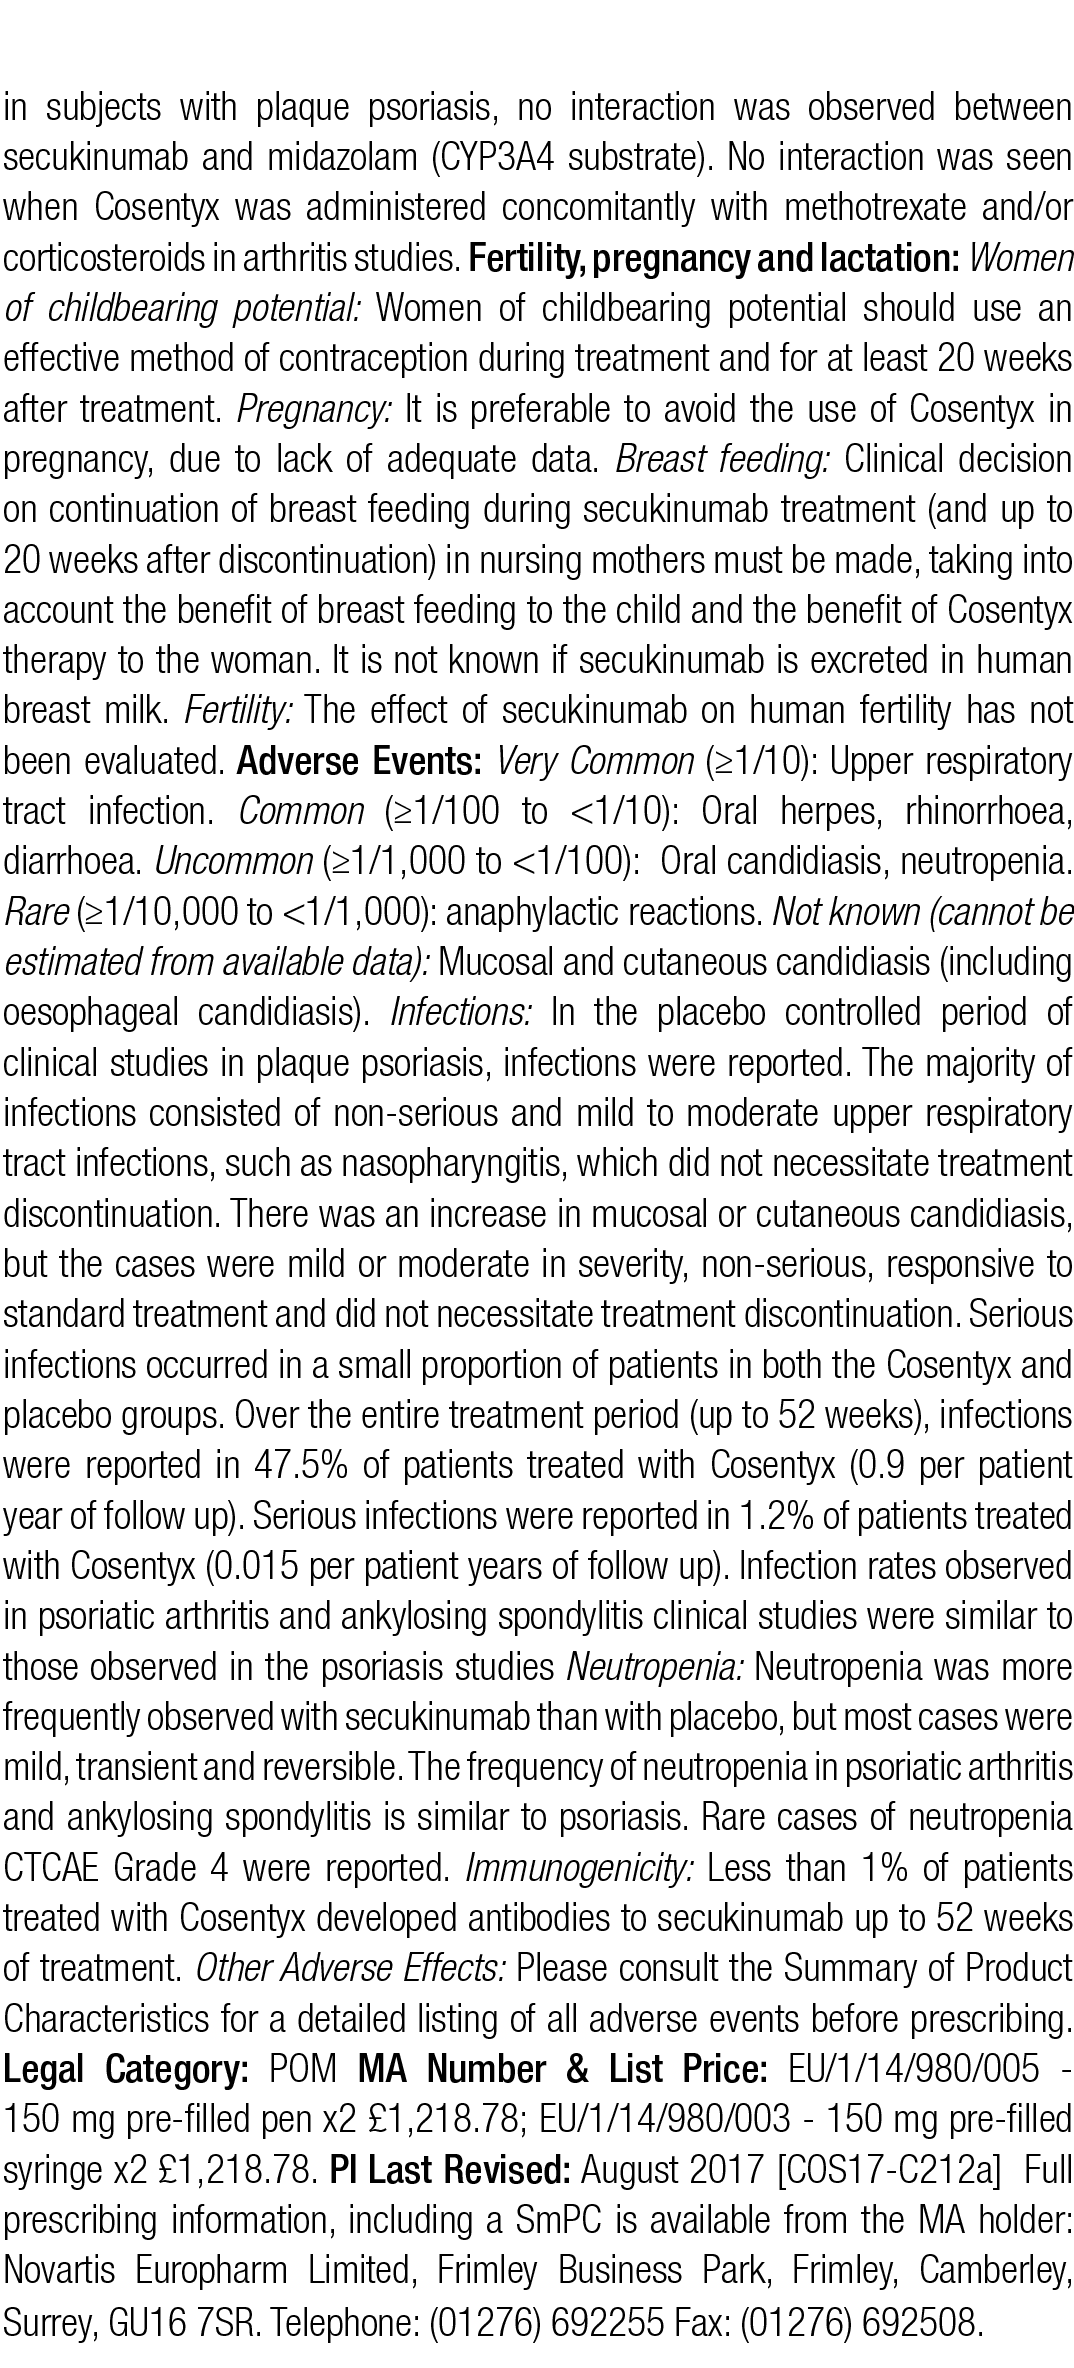 in subjects with plaque psoriasis, no interaction was observed between
secukinumab and midazolam (CYP3A4 substrate). No interaction was seen
when Cosentyx was administered concomitantly with methotrexate and/or
corticosteroids in arthritis studies. Fertility, pregnancy and lactation: Women
of childbearing potential: Women of childbearing potential should use an
effective method of contraception during treatment and for at least 20 weeks
after treatment. Pregnancy: It is preferable to avoid the use of Cosentyx in
pregnancy, due to lack of adequate data. Breast feeding: Clinical decision
on continuation of breast feeding during secukinumab treatment (and up to
20 weeks after discontinuation) in nursing mothers must be made, taking into
account the benefit of breast feeding to the child and the benefit of Cosentyx
therapy to the woman. It is not known if secukinumab is excreted in human
breast milk. Fertility: The effect of secukinumab on human fertility has not
been evaluated. Adverse Events: Very Common (≥1/10): Upper respiratory
tract infection. Common (≥1/100 to <1/10): Oral herpes, rhinorrhoea,
diarrhoea. Uncommon (≥1/1,000 to <1/100):  Oral candidiasis, neutropenia.
Rare (≥1/10,000 to <1/1,000): anaphylactic reactions. Not known (cannot be
estimated from available data): Mucosal and cutaneous candidiasis (including
oesophageal candidiasis). Infections: In the placebo controlled period of
clinical studies in plaque psoriasis, infections were reported. The majority of
infections consisted of non-serious and mild to moderate upper respiratory
tract infections, such as nasopharyngitis, which did not necessitate treatment
discontinuation. There was an increase in mucosal or cutaneous candidiasis,
but the cases were mild or moderate in severity, non-serious, responsive to
standard treatment and did not necessitate treatment discontinuation. Serious
infections occurred in a small proportion of patients in both the Cosentyx and
placebo groups. Over the entire treatment period (up to 52 weeks), infections
were reported in 47.5% of patients treated with Cosentyx (0.9 per patient
year of follow up). Serious infections were reported in 1.2% of patients treated
with Cosentyx (0.015 per patient years of follow up). Infection rates observed
in psoriatic arthritis and ankylosing spondylitis clinical studies were similar to
those observed in the psoriasis studies Neutropenia: Neutropenia was more
frequently observed with secukinumab than with placebo, but most cases were
mild, transient and reversible. The frequency of neutropenia in psoriatic arthritis
and ankylosing spondylitis is similar to psoriasis. Rare cases of neutropenia
CTCAE Grade 4 were reported. Immunogenicity: Less than 1% of patients
treated with Cosentyx developed antibodies to secukinumab up to 52 weeks
of treatment. Other Adverse Effects: Please consult the Summary of Product
Characteristics for a detailed listing of all adverse events before prescribing.
Legal Category: POM MA Number & List Price: EU/1/14/980/005 -
150 mg pre-filled pen x2 £1,218.78; EU/1/14/980/003 - 150 mg pre-filled
syringe x2 £1,218.78. PI Last Revised: August 2017 [COS17-C212a]  Full
prescribing information, including a SmPC is available from the MA holder:
Novartis Europharm Limited, Frimley Business Park, Frimley, Camberley,
Surrey, GU16 7SR. Telephone: (01276) 692255 Fax: (01276) 692508.